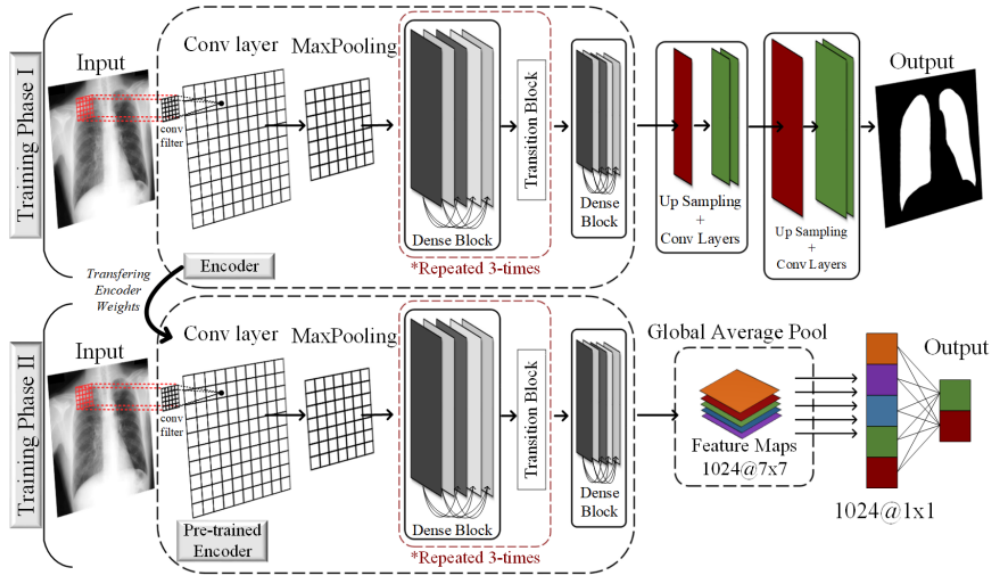 Training Phase I
Input
Conv layer
MaxPooling
conv
filter
Dense Block
Transition Block
*Repeated 3-times
Dense
Block
Up Sampling
+
Conv Layers
Up Sampling
+
Conv Layers
Output
Encoder
Transfering
Encoder
Weights
Training Phase II
Input
Conv layer
MaxPooling
conv
filter
Dense Block
Transition Block
*Repeated 3-times
Dense
Block
Pre-trained
Encoder
Global Average Pool
Feature Maps
1024@7x7
1024@1x1
Output